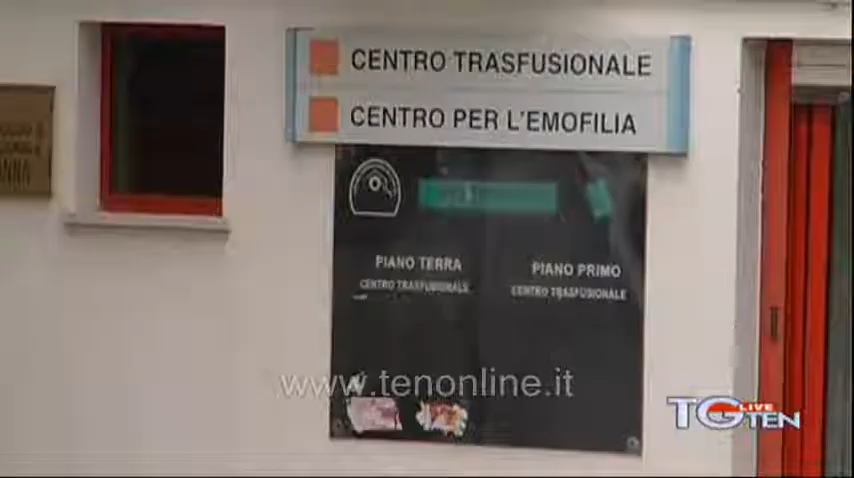 CENTRO TRASFUSIONALE
CENTRO PER L'EMOFILIA
PIANO TERRA
CENTRO TRASFUSIONALE
PIANO PRIMO
CENTRO TRASFUSIONALE
www.tenonline.it
TG LIVE TEN